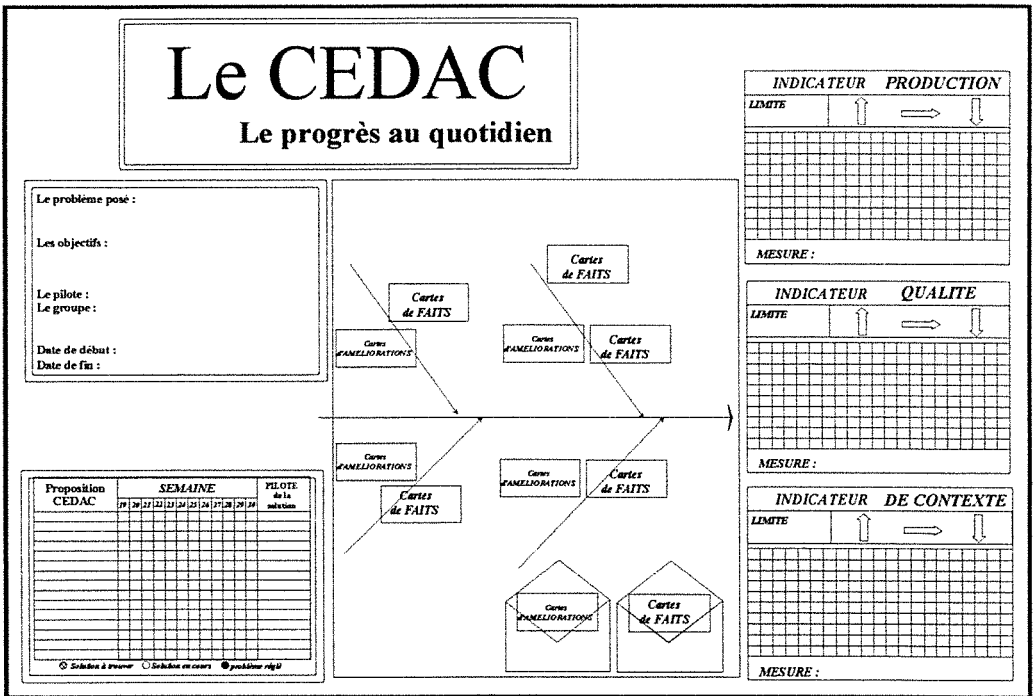 Le CEDAC
Le progrès au quotidien
Le problème posé :
Les objectifs :
Le pilote :
Le groupe :
Date de début :
Date de fin :
Proposition
CEDAC
SEMAINE
19 20 21 22 23 24 25 26 27 28 29 30
PILOTE
de la
solution
Solution à trouver
Solution en cours
problème réglé
Cartes
de FAITS
Cartes
de FAITS
Cartes
d'AMELIORATIONS
Cartes
d'AMELIORATIONS
Cartes
de FAITS
Cartes
d'AMELIORATIONS
Cartes
de FAITS
Cartes
d'AMELIORATIONS
Cartes
de FAITS
Cartes
d'AMELIORATIONS
Cartes
de FAITS
INDICATEUR PRODUCTION
LIMITE
MESURE :
INDICATEUR QUALITE
LIMITE
MESURE :
INDICATEUR DE CONTEXTE
LIMITE
MESURE :